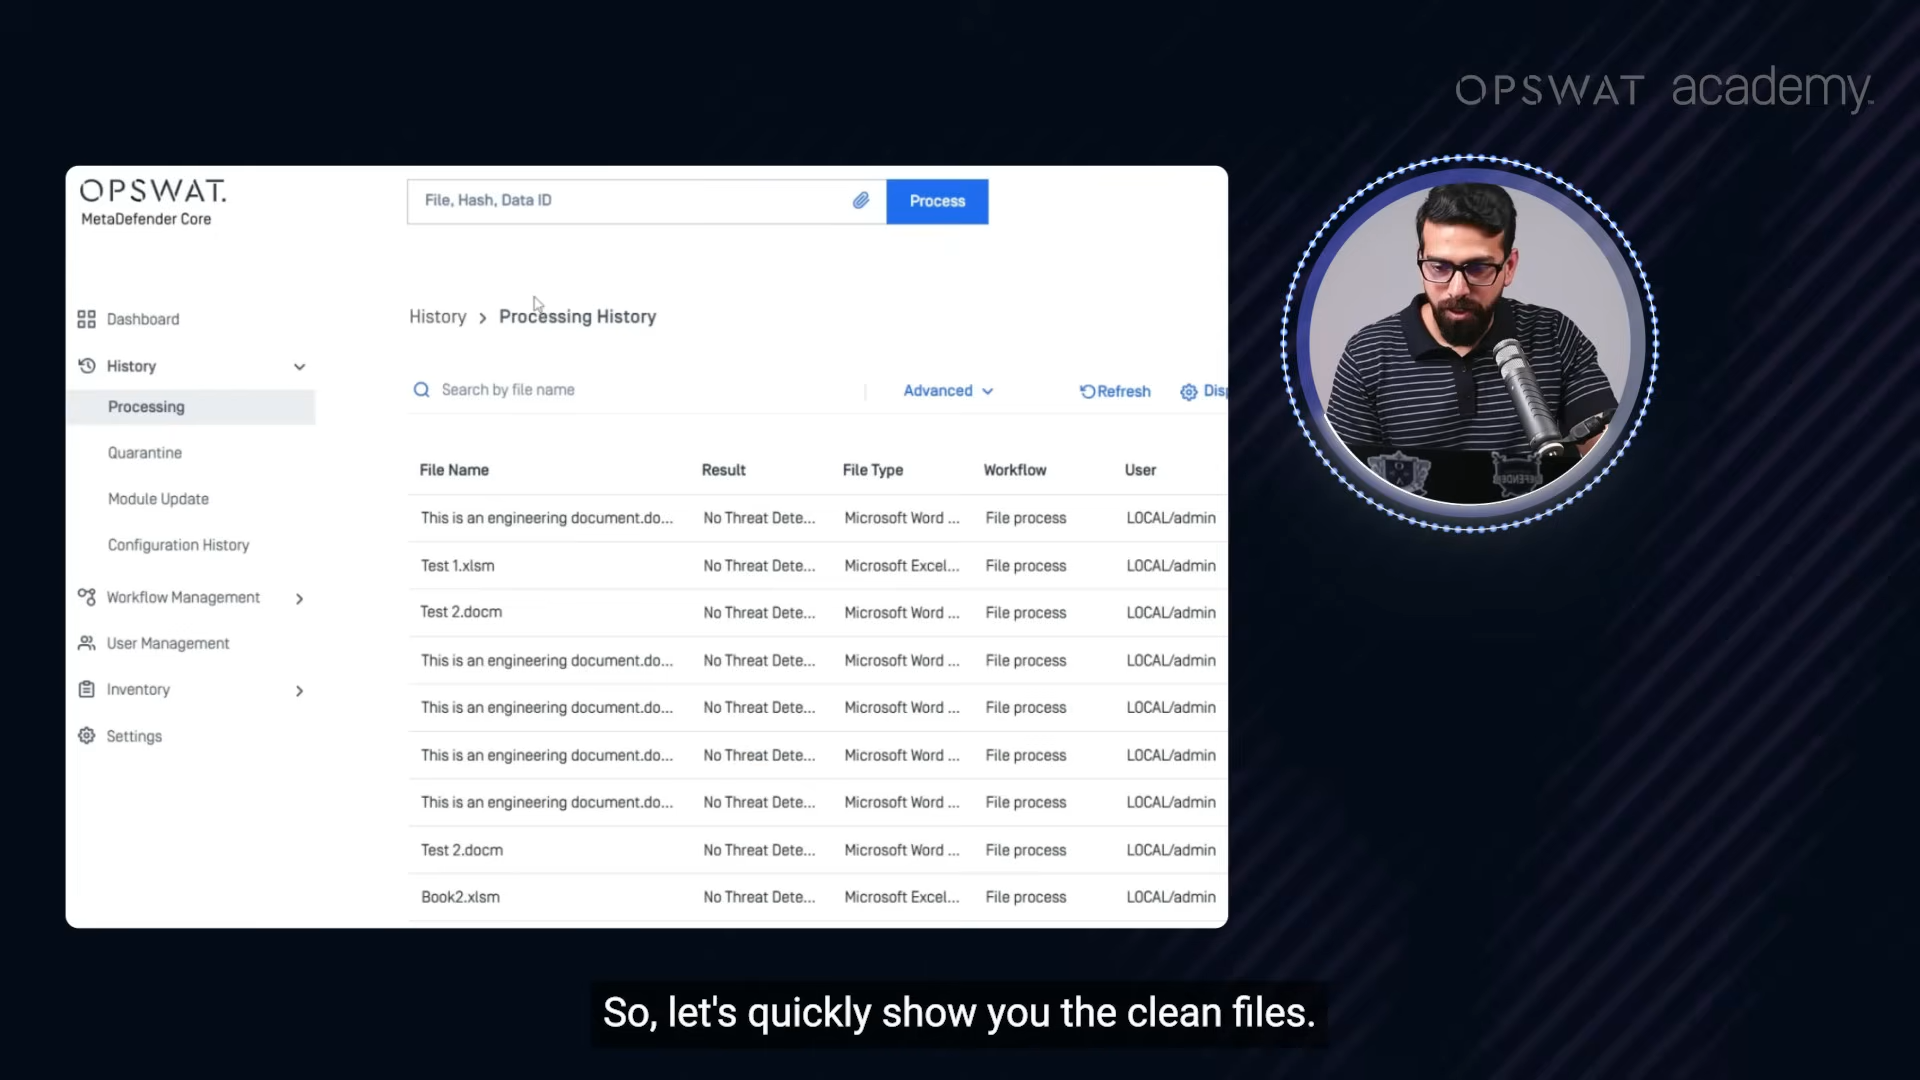 OPSWAT academy
OPSWAT.
MetaDefender Core
File, Hash, Data ID
Process
Dashboard
History
Processing
Quarantine
Module Update
Configuration History
Workflow Management
User Management
Inventory
Settings
History > Processing History
Search by file name
Advanced
Refresh
Disp
File Name Result File Type Workflow User
This is an engineering document.do... No Threat Dete... Microsoft Word ... File process LOCAL/admin
Test 1.xlsm No Threat Dete... Microsoft Excel... File process LOCAL/admin
Test 2.docm No Threat Dete... Microsoft Word ... File process LOCAL/admin
This is an engineering document.do... No Threat Dete... Microsoft Word ... File process LOCAL/admin
This is an engineering document.do... No Threat Dete... Microsoft Word ... File process LOCAL/admin
This is an engineering document.do... No Threat Dete... Microsoft Word ... File process LOCAL/admin
This is an engineering document.do... No Threat Dete... Microsoft Word ... File process LOCAL/admin
Test 2.docm No Threat Dete... Microsoft Word ... File process LOCAL/admin
Book2.xlsm No Threat Dete... Microsoft Excel... File process LOCAL/admin
So, let's quickly show you the clean files.